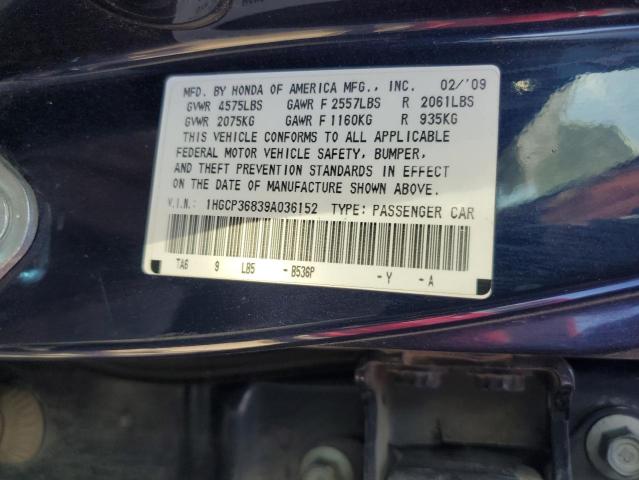 MFD. BY HONDA OF AMERICA MFG., INC. 02/'09
GVWR 4575LBS GAWR F 2557LBS R 2061LBS
GVWR 2075KG GAWR F 1160KG R 935KG
THIS VEHICLE CONFORMS TO ALL APPLICABLE
FEDERAL MOTOR VEHICLE SAFETY, BUMPER,
AND THEFT PREVENTION STANDARDS IN EFFECT
ON THE DATE OF MANUFACTURE SHOWN ABOVE.
V.I.N.: 1HGCP36839A036152 TYPE: PASSENGER CAR
TA6 9 LB5 -B536P -Y -A